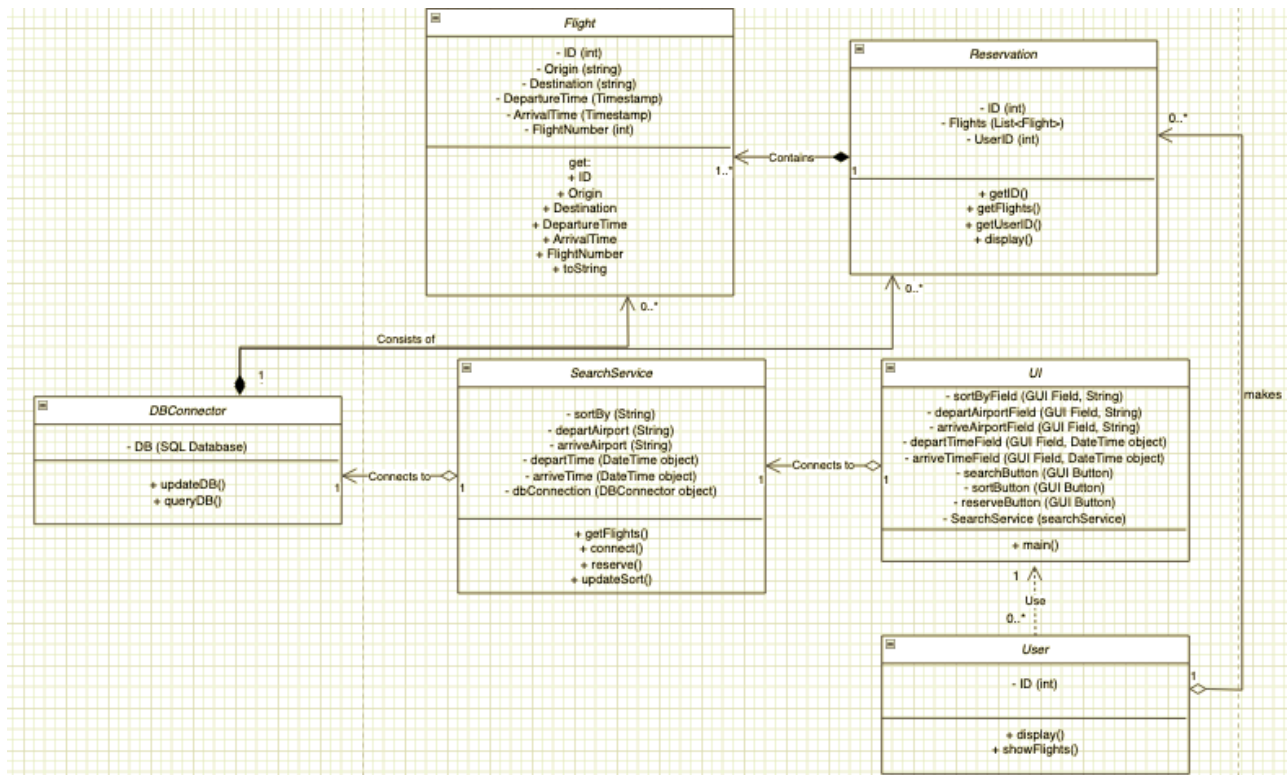 Flight
- ID (int)
- Origin (string)
- Destination (string)
- DepartureTime (Timestamp)
- ArrivalTime (Timestamp)
- FlightNumber (int)
get:
+ ID
+ Origin
+ Destination
+ DepartureTime
+ ArrivalTime
+ FlightNumber
+ toString
1..*
Contains
1
Reservation
- ID (int)
- Flights (List<Flight>)
- UserID (int)
+ getID()
+ getFlights()
+ getUserID()
+ display()
0..*
0..*
0..*
Consists of
1
DBConnector
- DB (SQL Database)
+ updateDB()
+ queryDB()
1
Connects to
1
SearchService
- sortBy (String)
- departAirport (String)
- arriveAirport (String)
- departTime (DateTime object)
- arriveTime (DateTime object)
- dbConnection (DBConnector object)
+ getFlights()
+ connect()
+ reserve()
+ updateSort()
1
Connects to
1
UI
- sortByField (GUI Field, String)
- departAirportField (GUI Field, String)
- arriveAirportField (GUI Field, String)
- departTimeField (GUI Field, DateTime object)
- arriveTimeField (GUI Field, DateTime object)
- searchButton (GUI Button)
- sortButton (GUI Button)
- reserveButton (GUI Button)
- SearchService (searchService)
+ main()
makes
1
Use
0..*
User
- ID (int)
+ display()
+ showFlights()
1